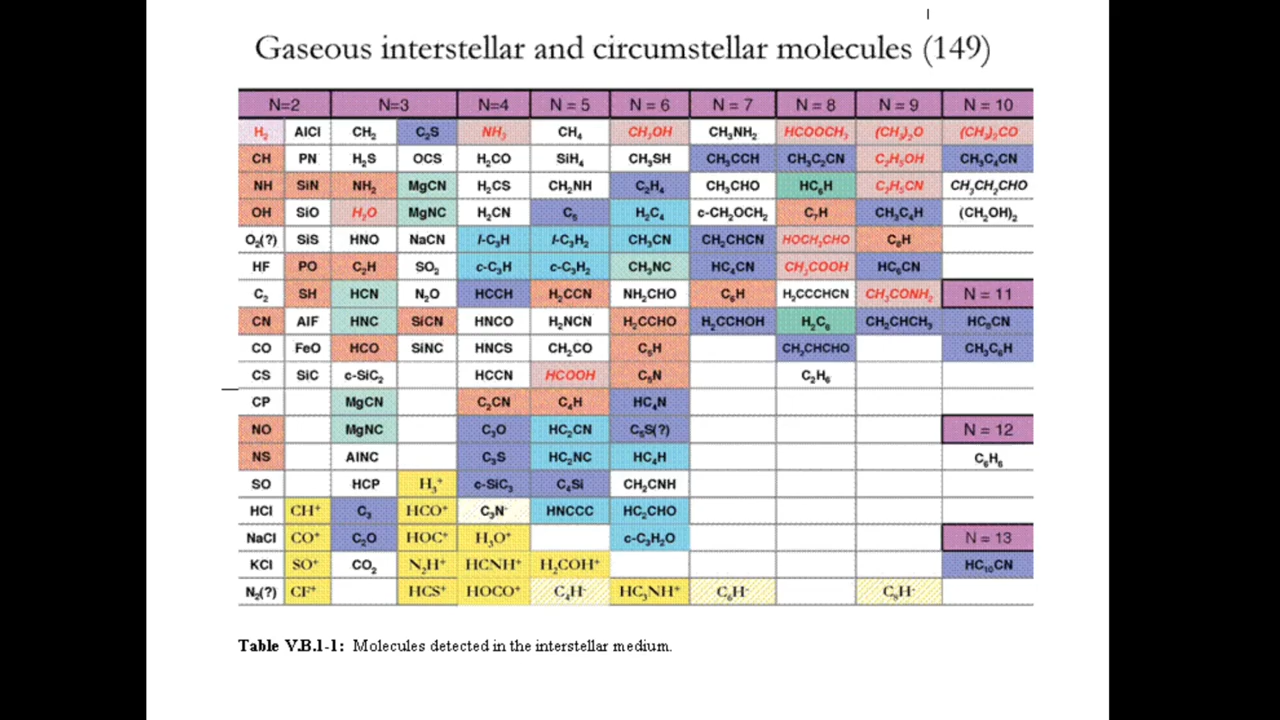 Gaseous interstellar and circumstellar molecules (149)
N=2 N=3 N=4 N = 5 N = 6 N = 7 N = 8 N = 9 N = 10
H₂ AlCl CH₂ C₂S NH₃ CH₄ CH₃OH CH₃NH₂ HCOOCH₃ (CH₃)₂O (CH₃)₂CO
CH PN H₂S OCS H₂CO SiH₄ CH₃SH CH₃CCH CH₃C₂CN C₂H₅OH CH₃C₄CN
NH SiN NH₂ MgCN H₂CS CH₂NH C₂H₄ CH₃CHO HC₆H C₂H₅CN CH₃CH₂CHO
OH SiO H₂O MgNC H₂CN C₅ H₂C₄ c-CH₂OCH₂ C₇H CH₃C₄H (CH₂OH)₂
O₂(?) SiS HNO NaCN l-C₃H l-C₃H₂ CH₃CN CH₂CHCN HOCH₂CHO C₈H
HF PO C₂H SO₂ c-C₃H c-C₃H₂ CH₃NC HC₄CN CH₃COOH HC₆CN
C₂ SH HCN N₂O HCCH H₂CCN NH₂CHO C₆H H₂CCCHCN CH₃CONH₂ N = 11
CN AlF HNC SiCN HNCO H₂NCN H₂CCHO H₂CCHOH H₂C₆ CH₂CHCH₃ HC₈CN
CO FeO HCO SiNC HNCS CH₂CO C₅H CH₂CHCHO CH₃C₆H
CS SiC c-SiC₂ HCCN HCOOH C₅N C₂H₆
CP MgCN C₂CN C₄H HC₄N
NO MgNC C₃O HC₂CN C₅S(?) N = 12
NS AlNC C₃S HC₂NC HC₄H C₆H₆
SO HCP H₃⁺ c-SiC₃ C₄Si CH₂CNH
HCl CH⁺ C₃ HCO⁺ C₃N⁻ HNCCC HC₂CHO
NaCl CO⁺ C₂O HOC⁺ H₃O⁺ c-C₃H₂O N = 13
KCl SO⁺ CO₂ N₂H⁺ HCNH⁺ H₂COH⁺ HC₁₀CN
N₂(?) CF⁺ HCS⁺ HOCO⁺ C₄H⁻ HC₃NH⁺ C₆H⁻ C₈H⁻
Table V.B.1-1: Molecules detected in the interstellar medium.